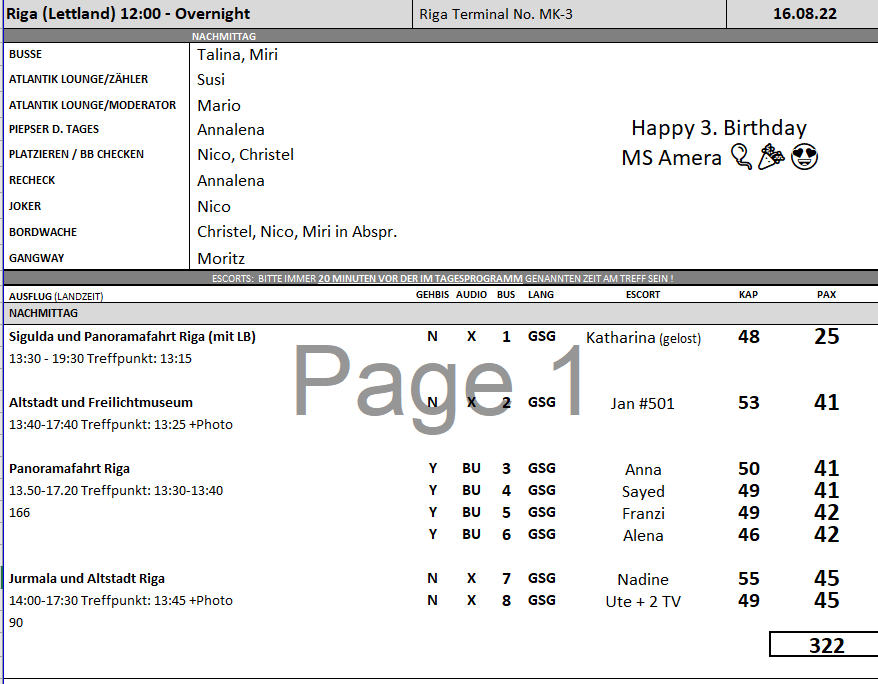 Riga (Lettland) 12:00 - Overnight Riga Terminal No. MK-3 16.08.22
NACHMITTAG
BUSSE Talina, Miri
ATLANTIK LOUNGE/ZÄHLER Susi
ATLANTIK LOUNGE/MODERATOR Mario
PIEPSER D. TAGES Annalena
PLATZIEREN / BB CHECKEN Nico, Christel
RECHECK Annalena
JOKER Nico
BORDWACHE Christel, Nico, Miri in Abspr.
GANGWAY Moritz
Happy 3. Birthday
MS Amera 🎈🎉😍
ESCORTS: BITTE IMMER 20 MINUTEN VOR DER IM TAGESPROGRAMM GENANNTEN ZEIT AM TREFF SEIN !
AUSFLUG (LANDZEIT) GEHBIS AUDIO BUS LANG ESCORT KAP PAX
NACHMITTAG
Sigulda und Panoramafahrt Riga (mit LB) N X 1 GSG Katharina (gelost) 48 25
13:30 - 19:30 Treffpunkt: 13:15
Page 1
Altstadt und Freilichtmuseum N X 2 GSG Jan #501 53 41
13:40-17:40 Treffpunkt: 13:25 +Photo
Panoramafahrt Riga Y BU 3 GSG Anna 50 41
13.50-17.20 Treffpunkt: 13:30-13:40 Y BU 4 GSG Sayed 49 41
166 Y BU 5 GSG Franzi 49 42
Y BU 6 GSG Alena 46 42
Jurmala und Altstadt Riga N X 7 GSG Nadine 55 45
14:00-17:30 Treffpunkt: 13:45 +Photo N X 8 GSG Ute + 2 TV 49 45
90
322